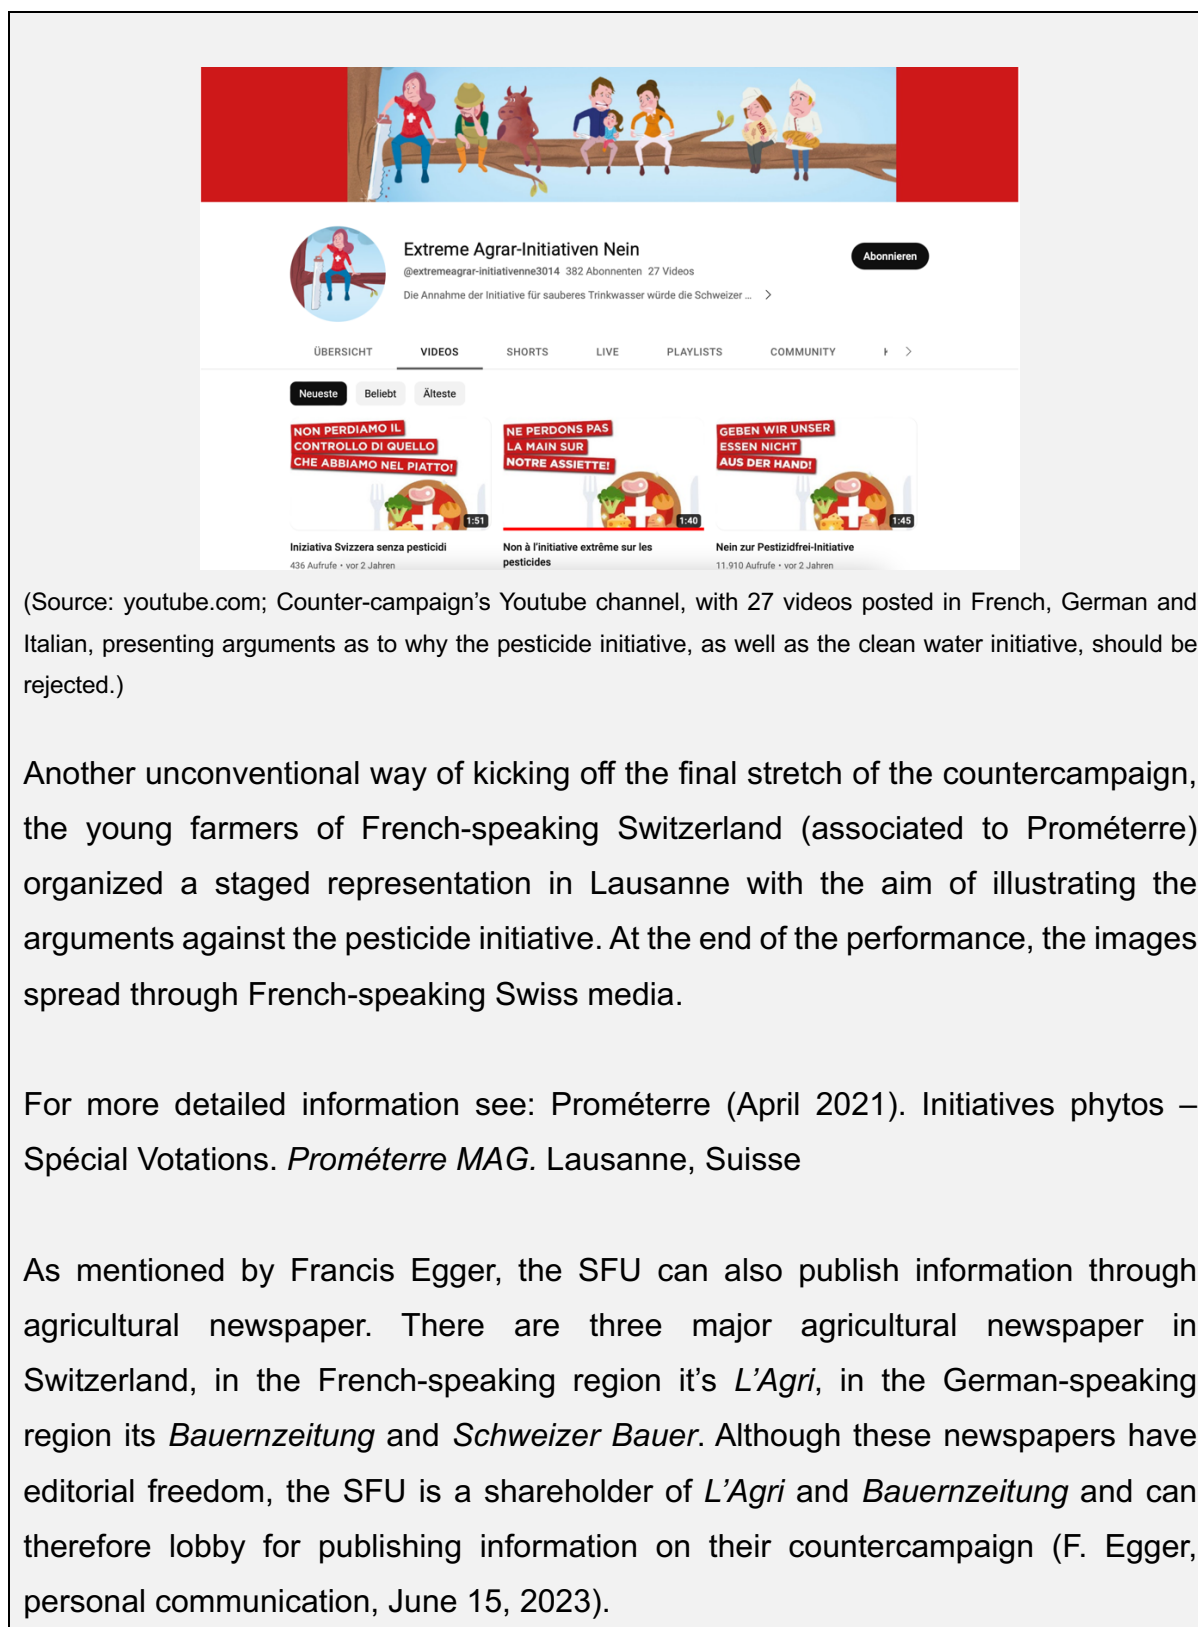 Extreme Agrar-Initiativen Nein
@extremeagrar-initiativenne3014 382 Abonnenten 27 Videos
Abonnieren
Die Annahme der Initiative für sauberes Trinkwasser würde die Schweizer ...
ÜBERSICHT VIDEOS SHORTS LIVE PLAYLISTS COMMUNITY
Neueste Beliebt Älteste
NON PERDIAMO IL
CONTROLLO DI QUELLO
CHE ABBIAMO NEL PIATTO!
1:51
NE PERDONS PAS
LA MAIN SUR
NOTRE ASSIETTE!
1:40
GEBEN WIR UNSER
ESSEN NICHT
AUS DER HAND!
1:45
Iniziativa Svizzera senza pesticidi
436 Aufrufe • vor 2 Jahren
Non à l'initiative extrême sur les
pesticides
Nein zur Pestizidfrei-Initiative
11.910 Aufrufe • vor 2 Jahren
(Source: youtube.com; Counter-campaign's Youtube channel, with 27 videos posted in French, German and
Italian, presenting arguments as to why the pesticide initiative, as well as the clean water initiative, should be
rejected.)
Another unconventional way of kicking off the final stretch of the countercampaign,
the young farmers of French-speaking Switzerland (associated to Prométerre)
organized a staged representation in Lausanne with the aim of illustrating the
arguments against the pesticide initiative. At the end of the performance, the images
spread through French-speaking Swiss media.
For more detailed information see: Prométerre (April 2021). Initiatives phytos –
Spécial Votations. Prométerre MAG. Lausanne, Suisse
As mentioned by Francis Egger, the SFU can also publish information through
agricultural newspaper. There are three major agricultural newspaper in
Switzerland, in the French-speaking region it's L'Agri, in the German-speaking
region its Bauernzeitung and Schweizer Bauer. Although these newspapers have
editorial freedom, the SFU is a shareholder of L'Agri and Bauernzeitung and can
therefore lobby for publishing information on their countercampaign (F. Egger,
personal communication, June 15, 2023).